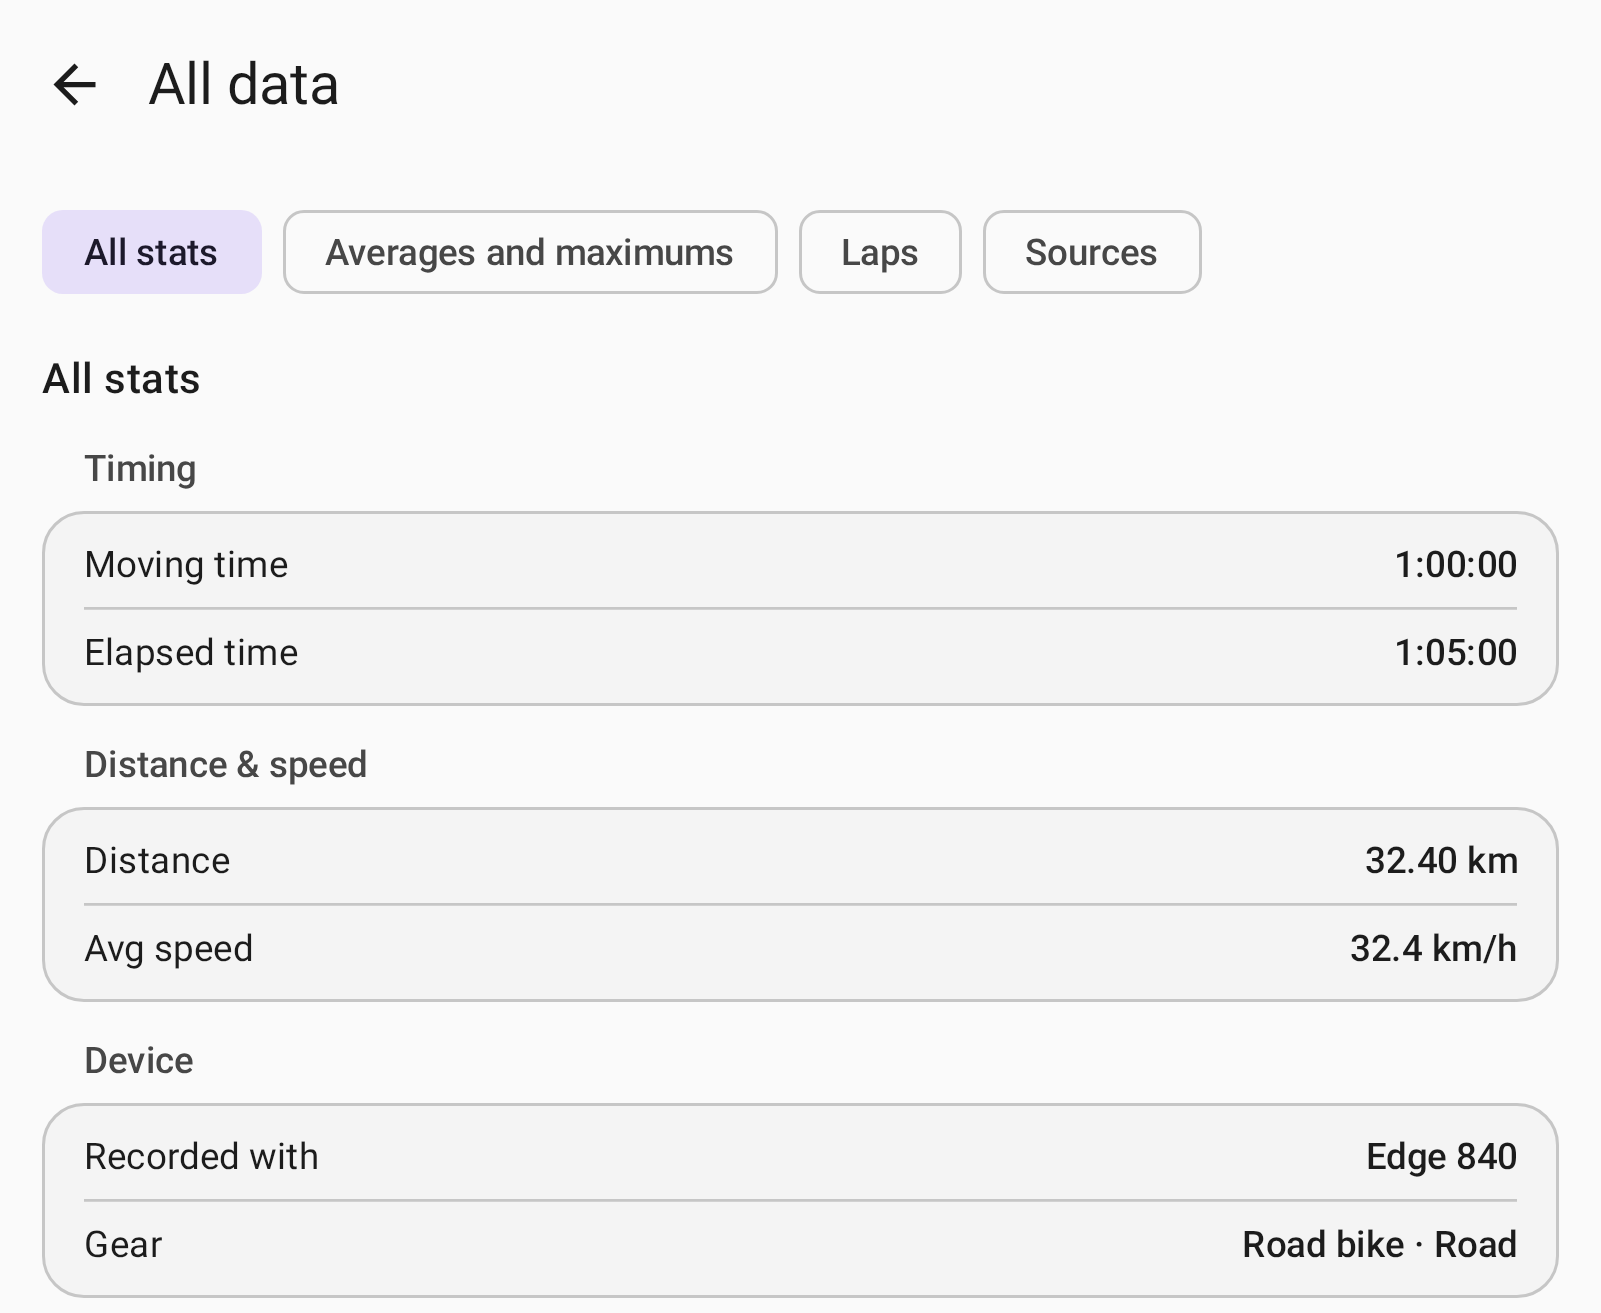 All data
All stats
Averages and maximums
Laps
Sources
All stats
Timing
Moving time 1:00:00
Elapsed time 1:05:00
Distance & speed
Distance 32.40 km
Avg speed 32.4 km/h
Device
Recorded with Edge 840
Gear Road bike · Road